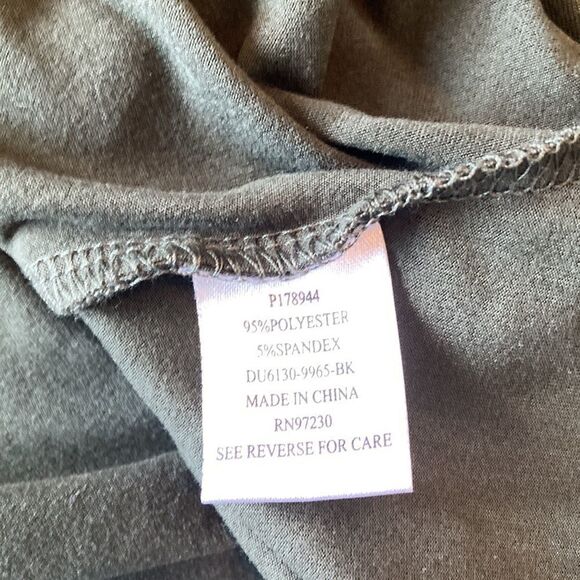 P178944
95%POLYESTER
5%SPANDEX
DU6130-9965-BK
MADE IN CHINA
RN97230
SEE REVERSE FOR CARE